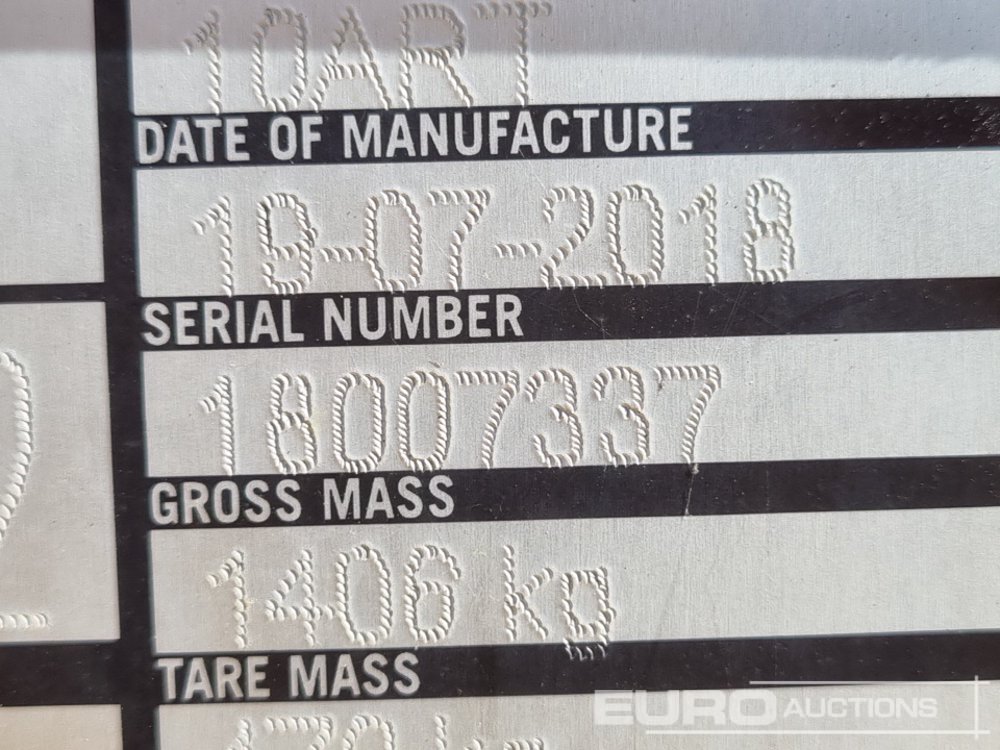 10ART
DATE OF MANUFACTURE
19-07-2018
SERIAL NUMBER
18007337
GROSS MASS
1406 kg
TARE MASS
EURO AUCTIONS